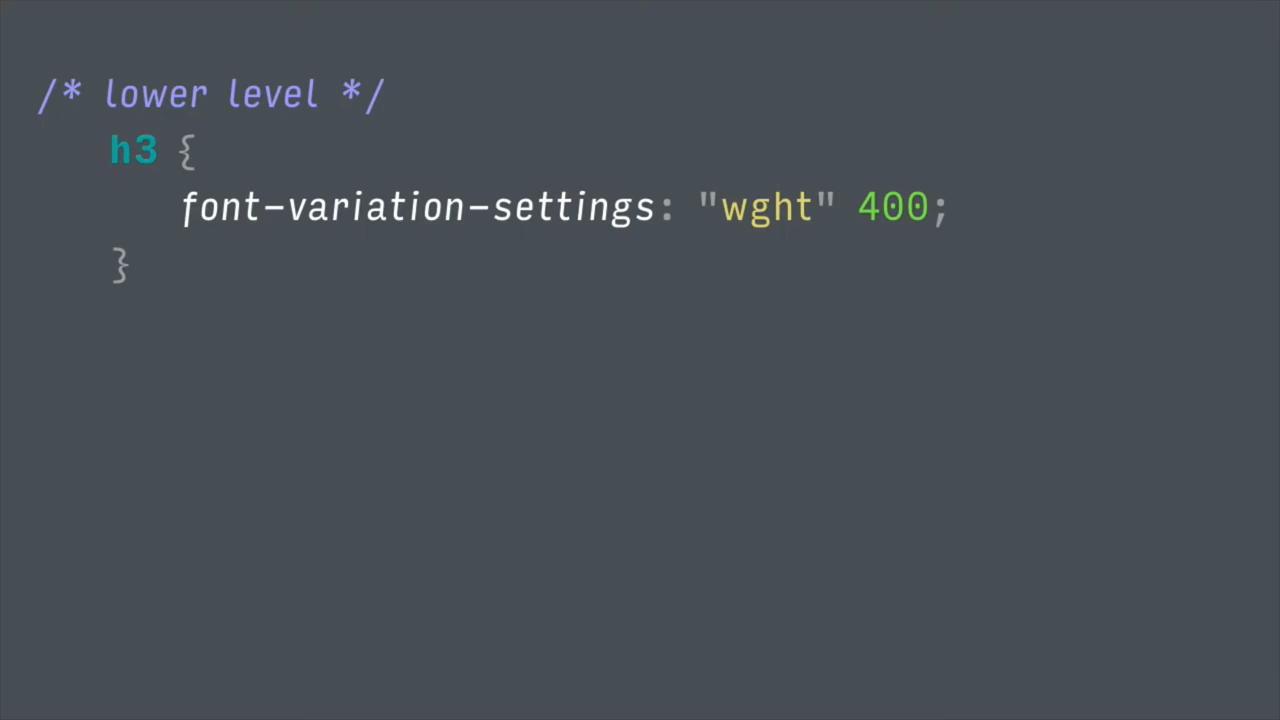 /* lower level */
h3 {
font-variation-settings: "wght" 400;
}